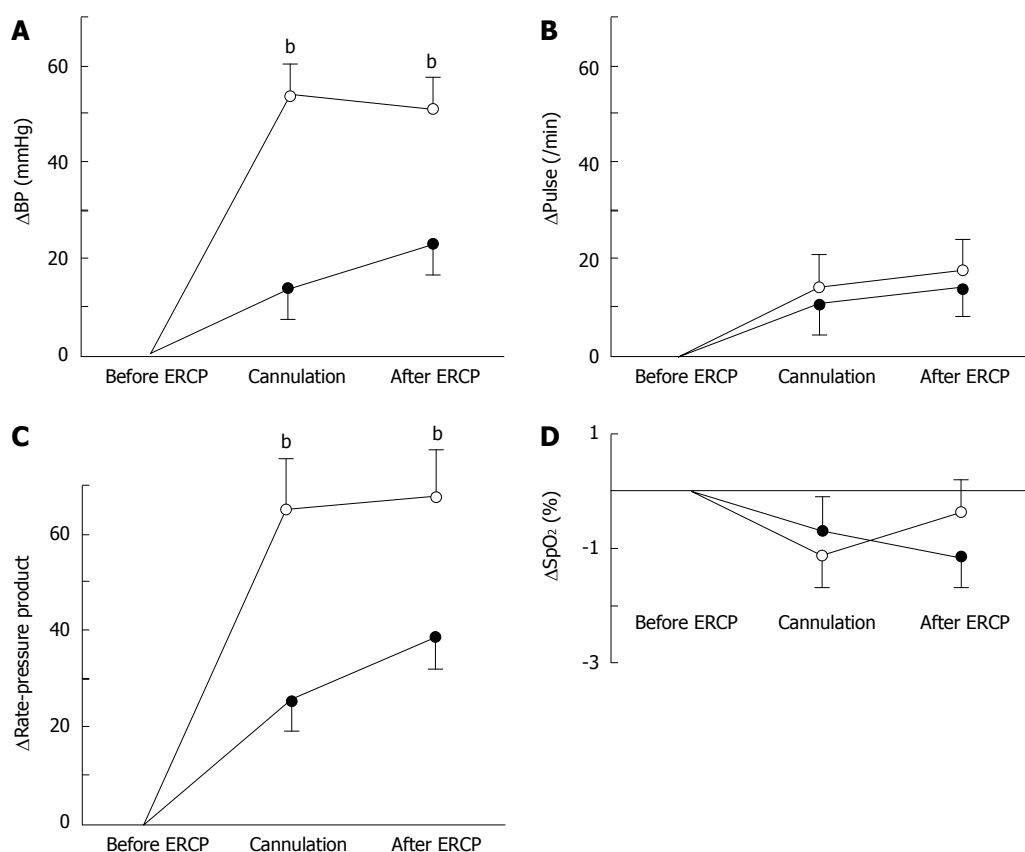 A
b
b
60
40
20
0
ΔBP (mmHg)
Before ERCP
Cannulation
After ERCP
B
60
40
20
0
ΔPulse (/min)
Before ERCP
Cannulation
After ERCP
C
b
b
60
40
20
0
ΔRate-pressure product
Before ERCP
Cannulation
After ERCP
D
1
-1
-3
ΔSpO₂ (%)
Before ERCP
Cannulation
After ERCP